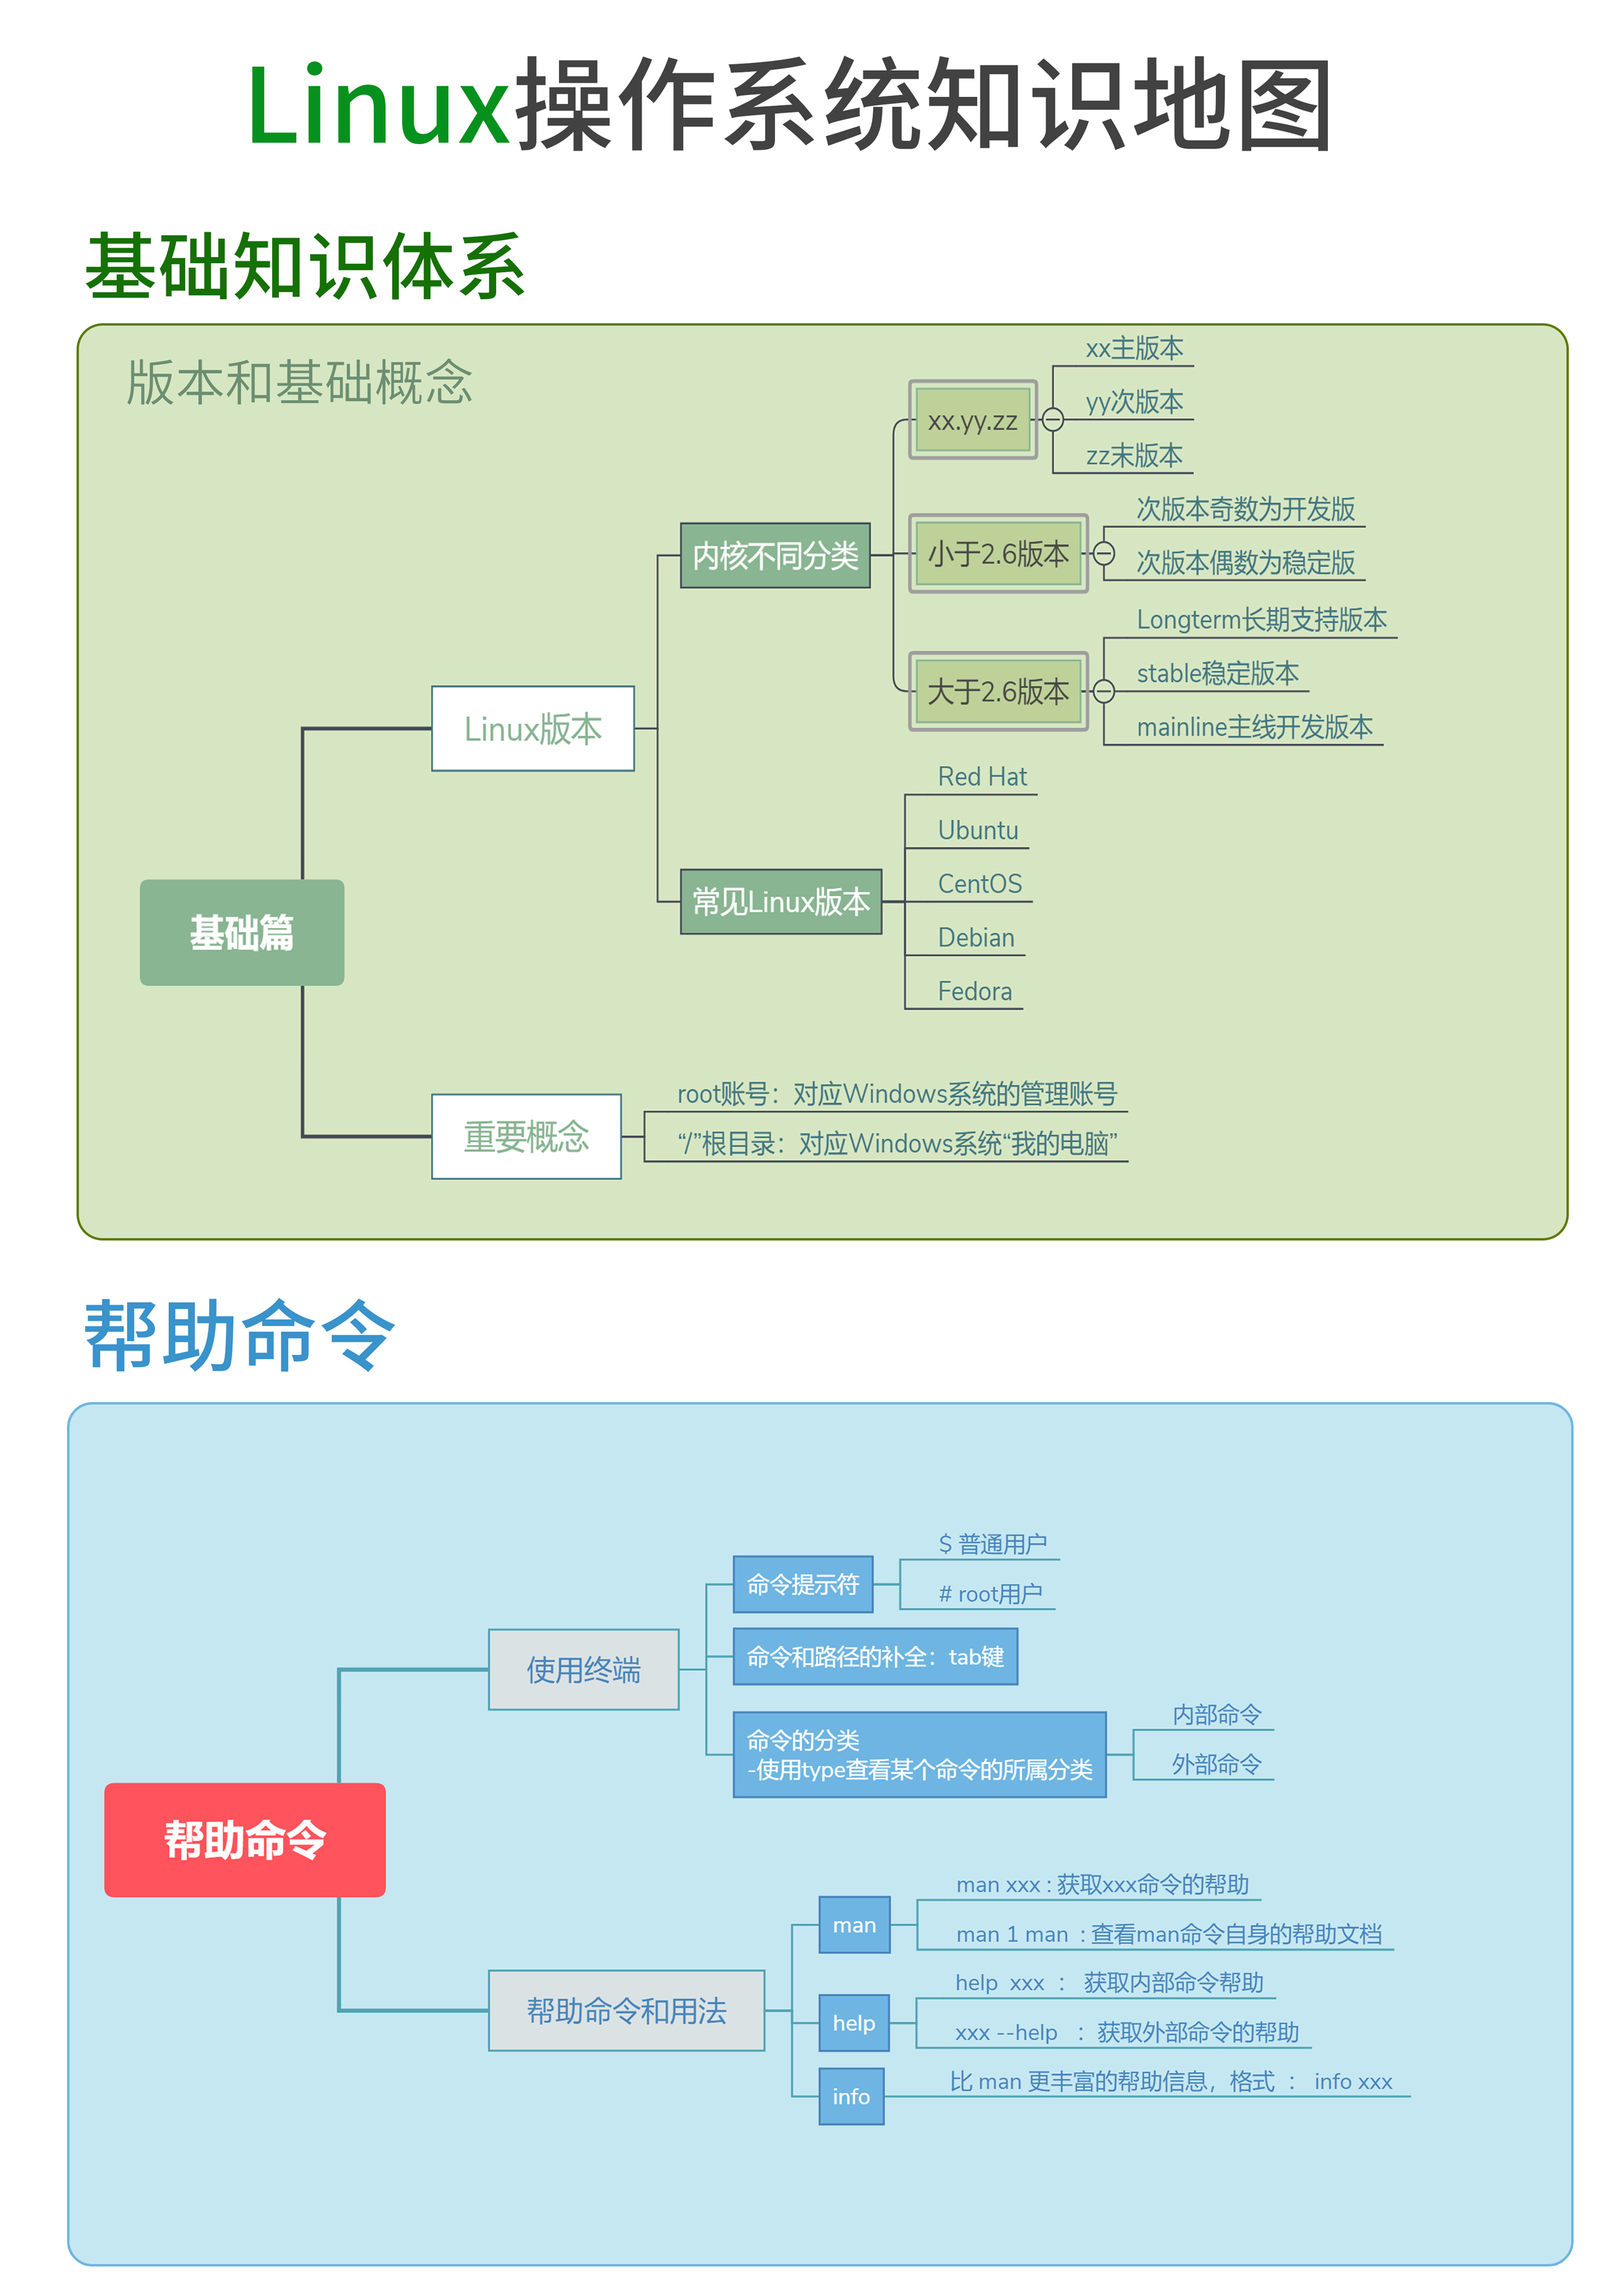 Linux操作系统知识地图
基础知识体系
版本和基础概念
基础篇
Linux版本
内核不同分类
xx.yy.zz
xx主版本
yy次版本
zz末版本
小于2.6版本
次版本奇数为开发版
次版本偶数为稳定版
大于2.6版本
Longterm长期支持版本
stable稳定版本
mainline主线开发版本
常见Linux版本
Red Hat
Ubuntu
CentOS
Debian
Fedora
重要概念
root账号：对应Windows系统的管理账号
“/”根目录：对应Windows系统“我的电脑”
帮助命令
帮助命令
使用终端
命令提示符
$ 普通用户
# root用户
命令和路径的补全：tab键
命令的分类
-使用type查看某个命令的所属分类
内部命令
外部命令
帮助命令和用法
man
man xxx : 获取xxx命令的帮助
man 1 man : 查看man命令自身的帮助文档
help
help xxx ： 获取内部命令帮助
xxx --help ：获取外部命令的帮助
info
比 man 更丰富的帮助信息，格式 ： info xxx